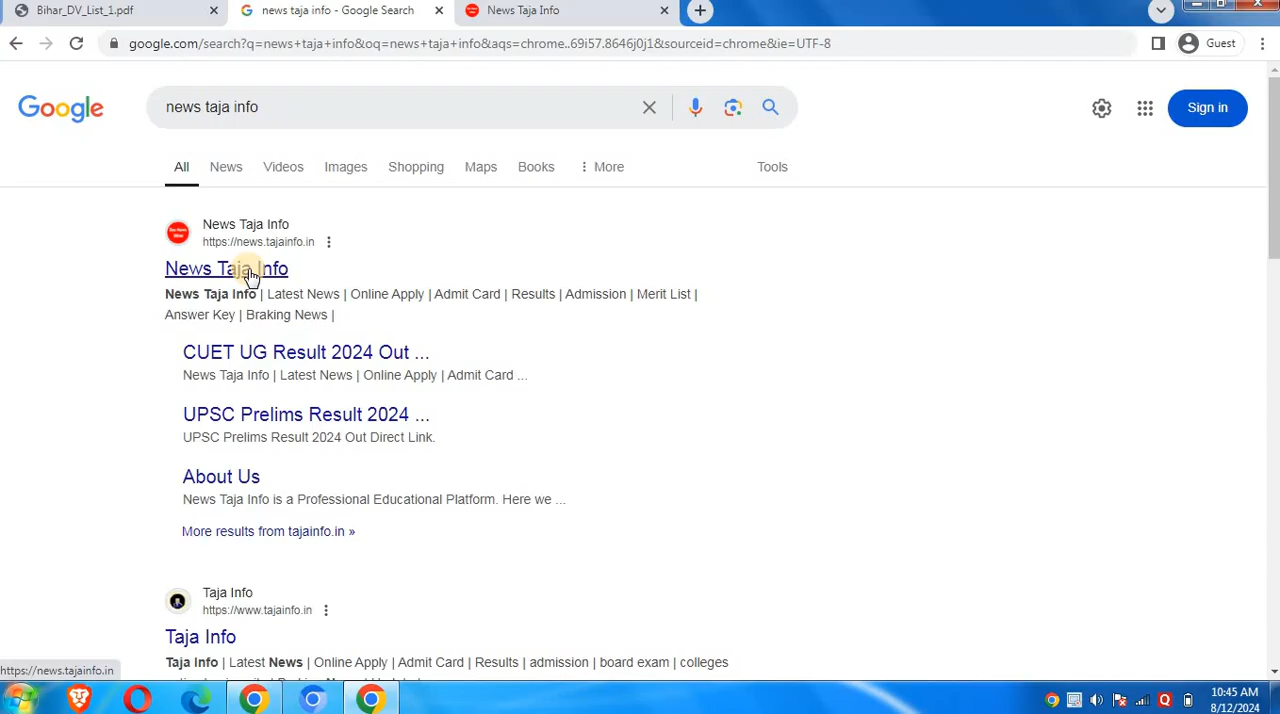 Bihar_DV_List_1.pdf
news taja info - Google Search
News Taja Info
google.com/search?q=news+taja+info&oq=news+taja+info&aqs=chrome..69i57.8646j0j1&sourceid=chrome&ie=UTF-8
Guest
Google
news taja info
Sign in
All
News
Videos
Images
Shopping
Maps
Books
More
Tools
News Taja Info
https://news.tajainfo.in
News Taja Info
News Taja Info | Latest News | Online Apply | Admit Card | Results | Admission | Merit List |
Answer Key | Braking News |
CUET UG Result 2024 Out ...
News Taja Info | Latest News | Online Apply | Admit Card ...
UPSC Prelims Result 2024 ...
UPSC Prelims Result 2024 Out Direct Link.
About Us
News Taja Info is a Professional Educational Platform. Here we ...
More results from tajainfo.in »
Taja Info
https://www.tajainfo.in
Taja Info
Taja Info | Latest News | Online Apply | Admit Card | Results | admission | board exam | colleges
https://news.tajainfo.in
10:45 AM
8/12/2024